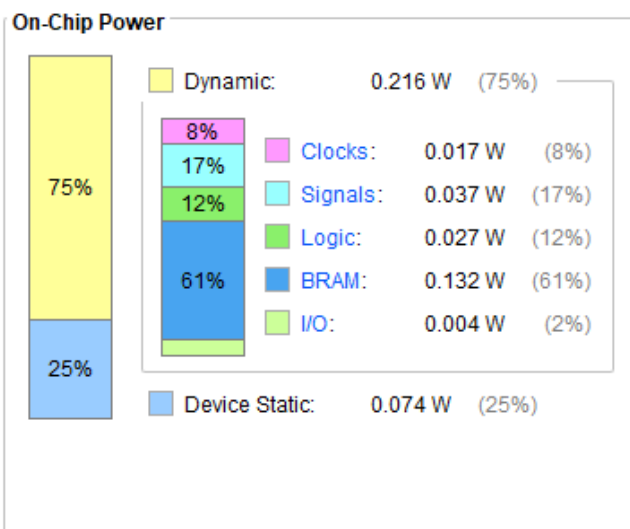 On-Chip Power
Dynamic: 0.216 W (75%)
8%
Clocks: 0.017 W (8%)
17%
Signals: 0.037 W (17%)
75%
12%
Logic: 0.027 W (12%)
61%
BRAM: 0.132 W (61%)
I/O: 0.004 W (2%)
25%
Device Static: 0.074 W (25%)